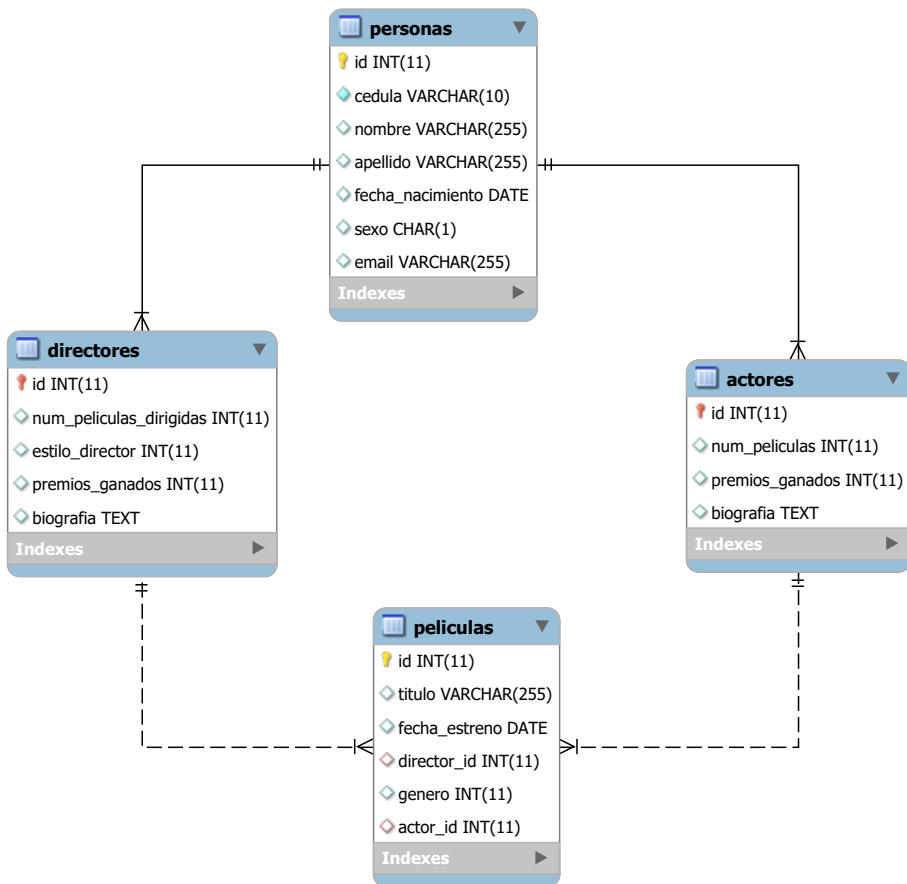 personas
id INT(11)
cedula VARCHAR(10)
nombre VARCHAR(255)
apellido VARCHAR(255)
fecha_nacimiento DATE
sexo CHAR(1)
email VARCHAR(255)
Indexes
directores
id INT(11)
num_peliculas_dirigidas INT(11)
estilo_director INT(11)
premios_ganados INT(11)
biografia TEXT
Indexes
actores
id INT(11)
num_peliculas INT(11)
premios_ganados INT(11)
biografia TEXT
Indexes
peliculas
id INT(11)
titulo VARCHAR(255)
fecha_estreno DATE
director_id INT(11)
genero INT(11)
actor_id INT(11)
Indexes